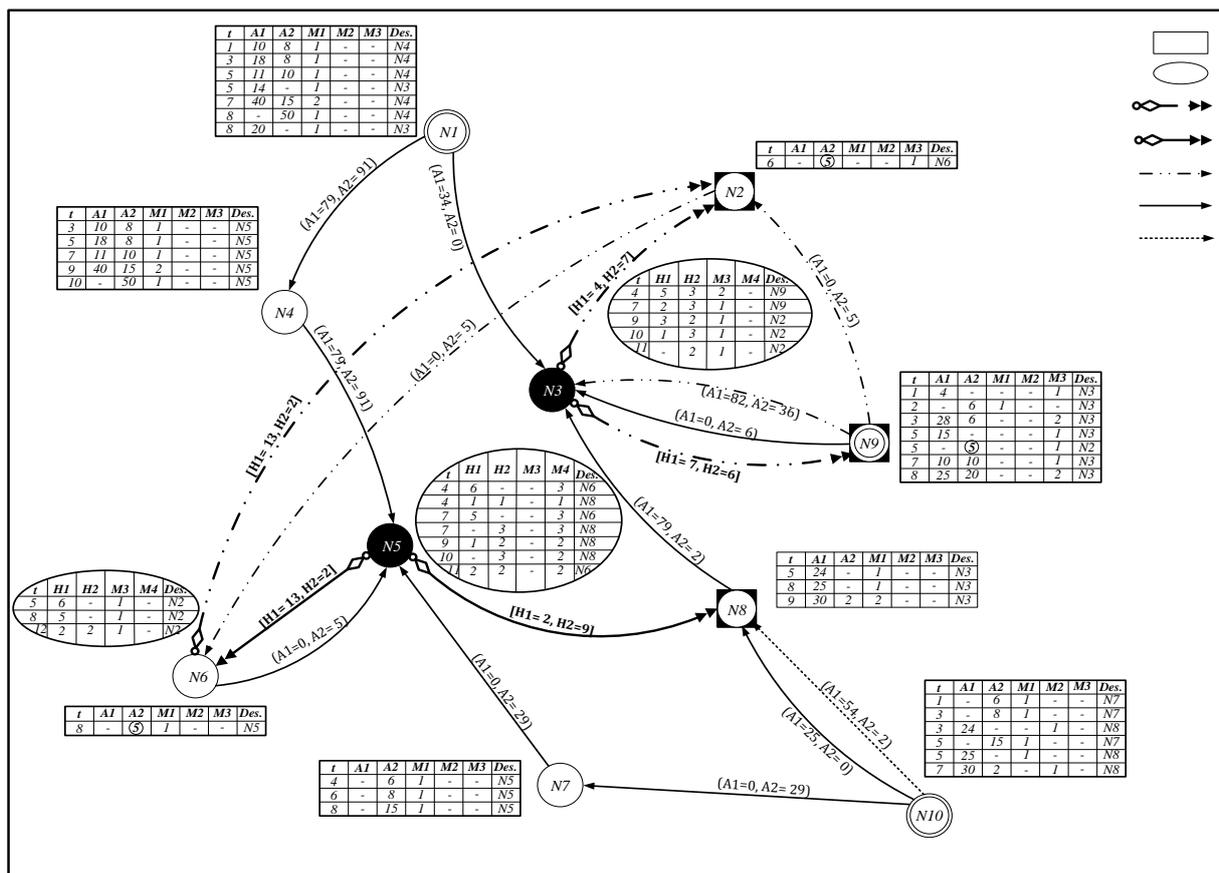 t A1 A2 M1 M2 M3 Des.
1 10 8 1 - - N4
3 18 8 1 - - N4
5 11 10 1 - - N4
5 14 - 1 - - N3
7 40 15 2 - - N4
8 - 50 1 - - N4
8 20 - 1 - - N3
N1
(A1=79, A2= 91)
(A1=34, A2= 0)
t A1 A2 M1 M2 M3 Des.
6 - 5 - - 1 N6
N2
t A1 A2 M1 M2 M3 Des.
3 10 8 1 - - N5
5 18 8 1 - - N5
7 11 10 1 - - N5
9 40 15 2 - - N5
10 - 50 1 - - N5
N4
[H1= 4, H2=7]
t H1 H2 M3 M4 Des.
4 5 3 2 - N9
7 2 3 1 - N9
9 3 2 1 - N2
10 1 3 1 - N2
11 - 2 1 - N2
(A1=0, A2= 5)
(A1=0, A2= 5)
(A1=79, A2= 91)
[H1= 13, H2=2]
N3
(A1=82, A2= 36)
(A1=0, A2= 6)
[H1= 7, H2=6]
N9
t A1 A2 M1 M2 M3 Des.
1 4 - - - 1 N3
2 - 6 1 - - N3
3 28 6 - - 2 N3
5 15 - - - 1 N3
5 - 5 - - 1 N2
7 10 10 - - 1 N3
8 25 20 - - 2 N3
t H1 H2 M3 M4 Des.
4 6 - - 3 N6
4 1 1 - 1 N8
7 5 - - 3 N6
7 - 3 - 3 N8
9 1 2 - 2 N8
10 - 3 - 2 N8
11 2 2 - 2 N6
N5
(A1=79, A2= 2)
t A1 A2 M1 M2 M3 Des.
5 24 - 1 - - N3
8 25 - 1 - - N3
9 30 2 2 - - N3
N8
t H1 H2 M3 M4 Des.
5 6 - 1 - N2
8 5 - 1 - N2
12 2 2 1 - N2
[H1= 13, H2=2]
[H1= 2, H2=9]
(A1=0, A2= 5)
N6
t A1 A2 M1 M2 M3 Des.
8 - 5 1 - - N5
(A1=0, A2= 29)
(A1=54, A2= 2)
(A1=25, A2= 0)
t A1 A2 M1 M2 M3 Des.
1 - 6 1 - - N7
3 - 8 1 - - N7
3 24 - - 1 - N8
5 - 15 1 - - N7
5 25 - 1 - - N8
7 30 2 - 1 - N8
t A1 A2 M1 M2 M3 Des.
4 - 6 1 - - N5
6 - 8 1 - - N5
8 - 15 1 - - N5
N7
(A1=0, A2= 29)
N10